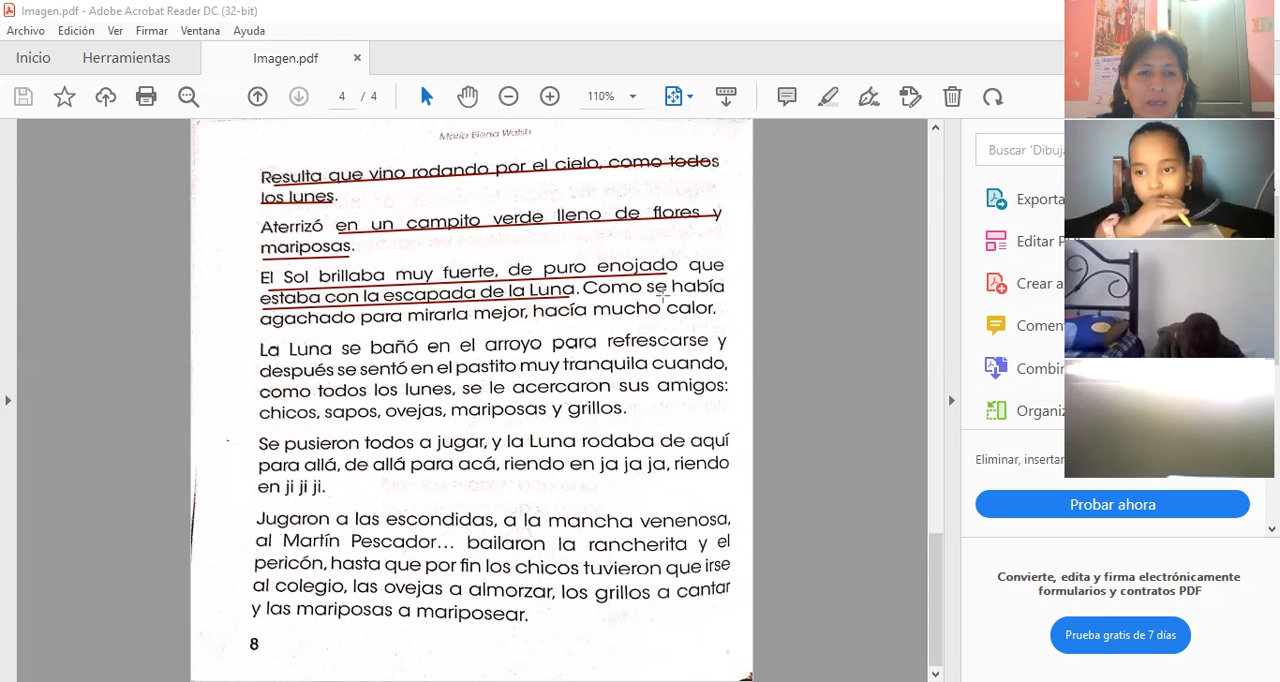 Imagen.pdf - Adobe Acrobat Reader DC (32-bit)
Archivo Edición Ver Firmar Ventana Ayuda
Inicio Herramientas Imagen.pdf ×
4 / 4 110%
María Elena Walsh
Resulta que vino rodando por el cielo, como todos
los lunes.
Aterrizó en un campito verde lleno de flores y
mariposas.
El Sol brillaba muy fuerte, de puro enojado que
estaba con la escapada de la Luna. Como se había
agachado para mirarla mejor, hacía mucho calor.
La Luna se bañó en el arroyo para refrescarse y
después se sentó en el pastito muy tranquila cuando,
como todos los lunes, se le acercaron sus amigos:
chicos, sapos, ovejas, mariposas y grillos.
Se pusieron todos a jugar, y la Luna rodaba de aquí
para allá, de allá para acá, riendo en ja ja ja, riendo
en ji ji ji.
Jugaron a las escondidas, a la mancha venenosa,
al Martín Pescador... bailaron la rancherita y el
pericón, hasta que por fin los chicos tuvieron que irse
al colegio, las ovejas a almorzar, los grillos a cantar
y las mariposas a mariposear.
8
Buscar 'Dibuj
Exporta
Editar P
Crear a
Comen
Combin
Organiz
Eliminar, insertar
Probar ahora
Convierte, edita y firma electrónicamente
formularios y contratos PDF
Prueba gratis de 7 días